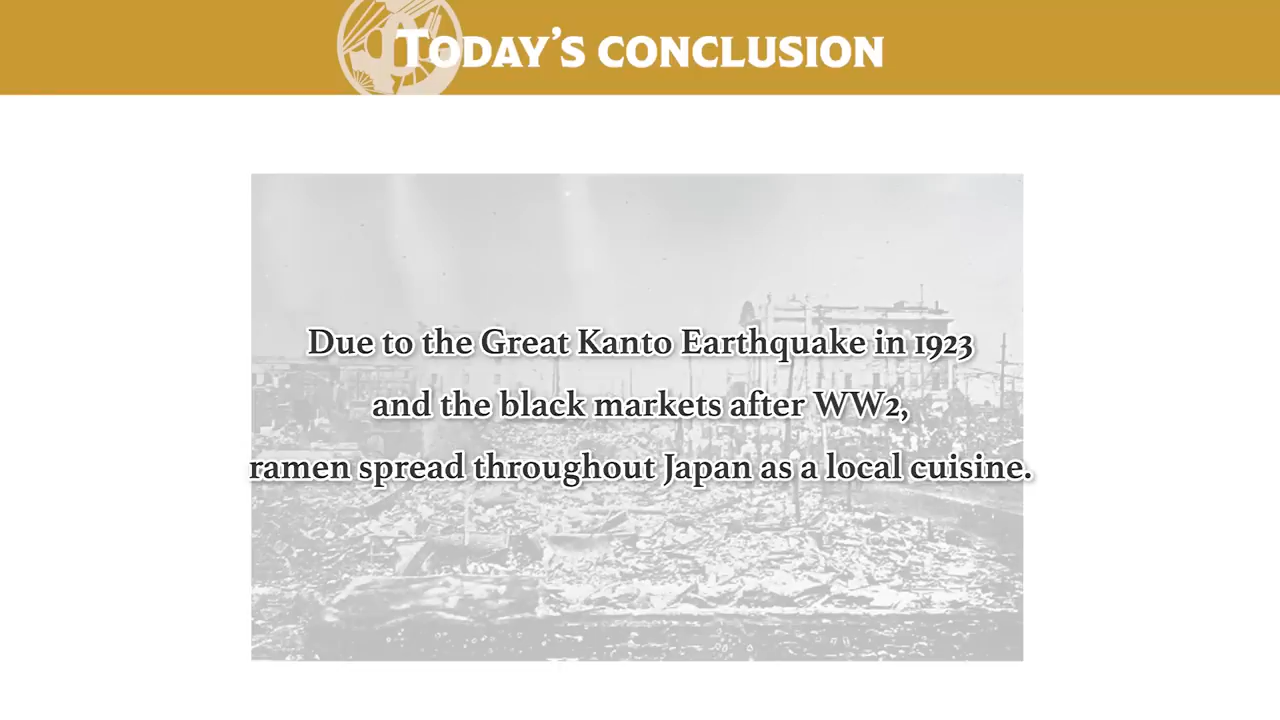 Today's conclusion
Due to the Great Kanto Earthquake in 1923
and the black markets after WW2,
ramen spread throughout Japan as a local cuisine.